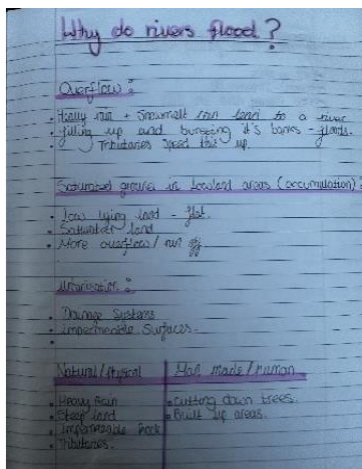 Why do rivers flood?
Overflow:
• Heavy rain + Snowmelt can lead to a river
• filling up and bursting it's banks - floods.
• Tributaries speed this up.
Saturated ground in Lowland areas (accumulation):
• Low lying land - flat.
• Saturated land
• More overflow / run off
Urbanisation:
• Drainage Systems
• Impermeable Surfaces.
•
Natural/physical
Man made/human
• Heavy Rain
• Steep land
• Impermeable Rock
• Tributaries.
• Cutting down trees.
• Built up areas.